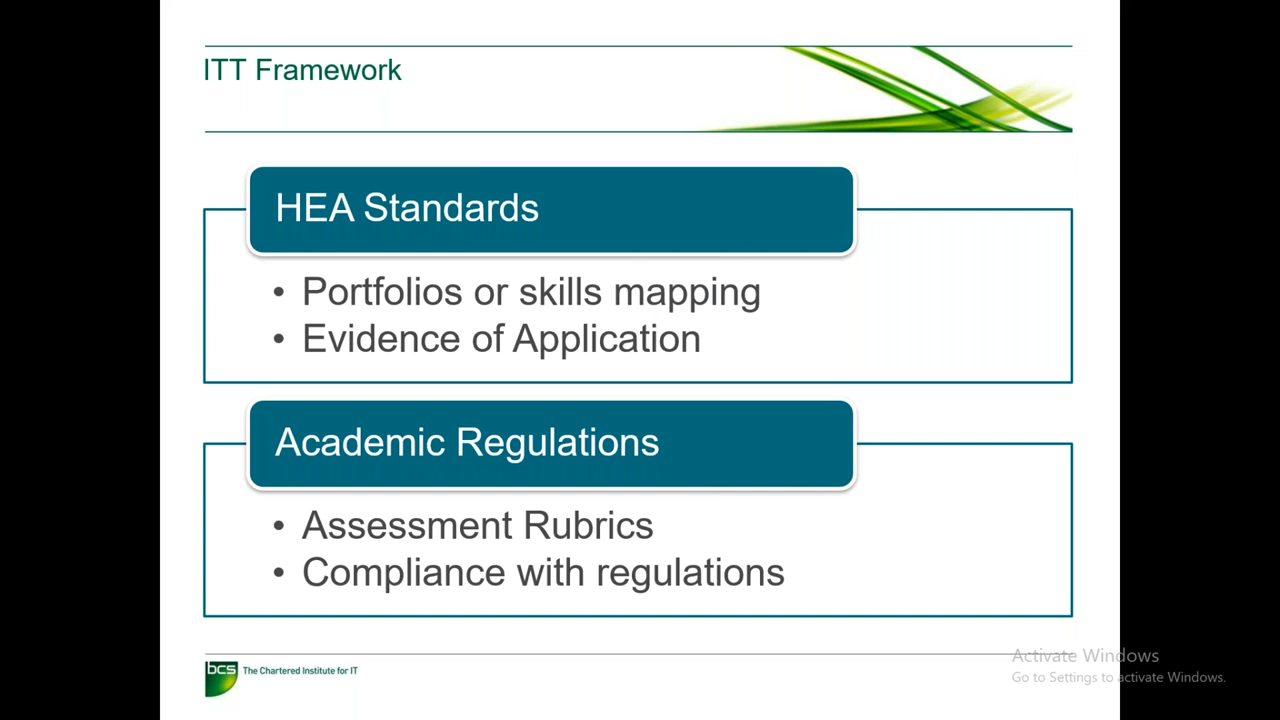 ITT Framework
HEA Standards
• Portfolios or skills mapping
• Evidence of Application
Academic Regulations
• Assessment Rubrics
• Compliance with regulations
bcs The Chartered Institute for IT
Activate Windows
Go to Settings to activate Windows.